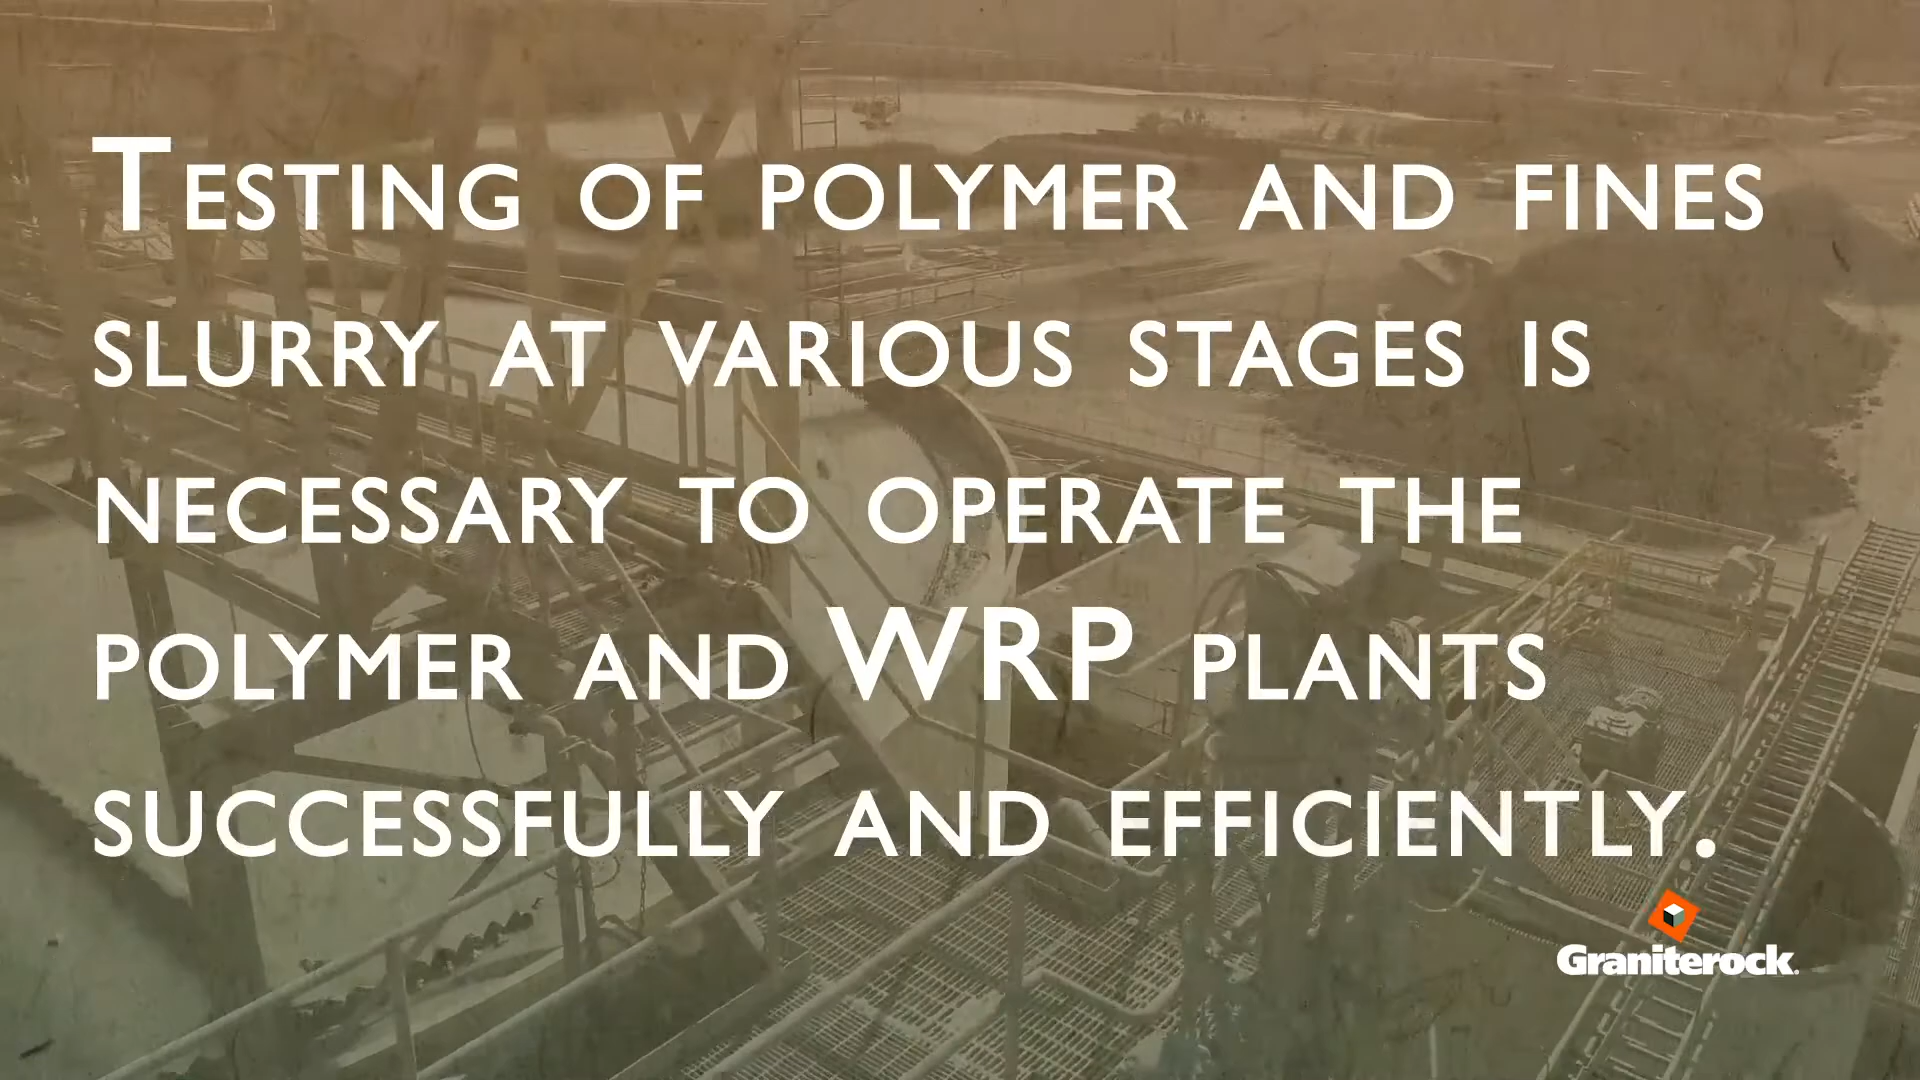 Testing of polymer and fines
slurry at various stages is
necessary to operate the
polymer and WRP plants
successfully and efficiently.
Graniterock.